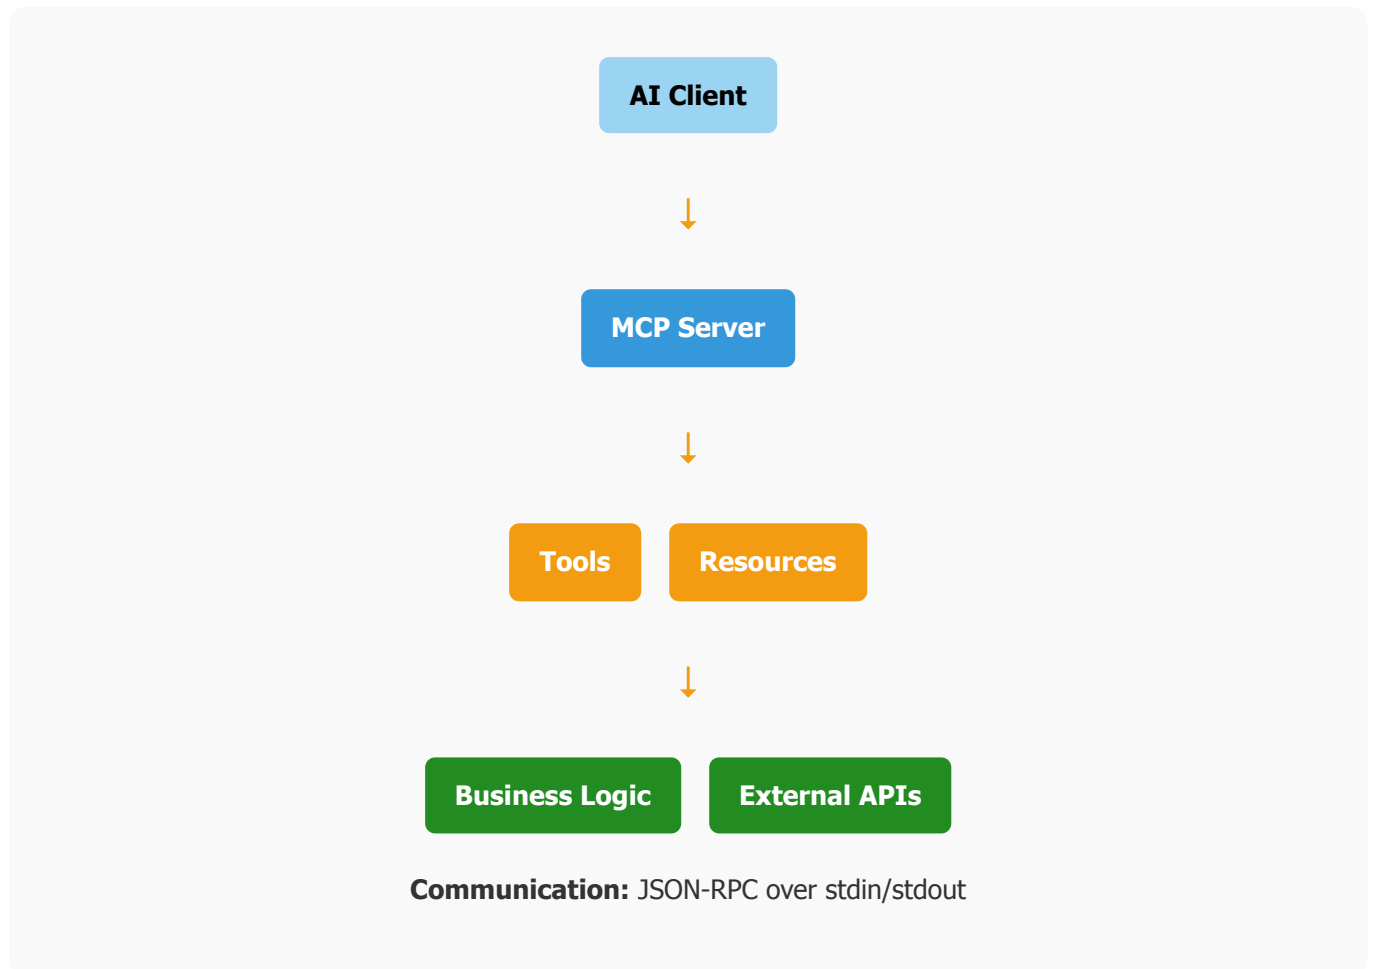 AI Client
↓
MCP Server
↓
Tools Resources
↓
Business Logic External APIs
Communication: JSON-RPC over stdin/stdout